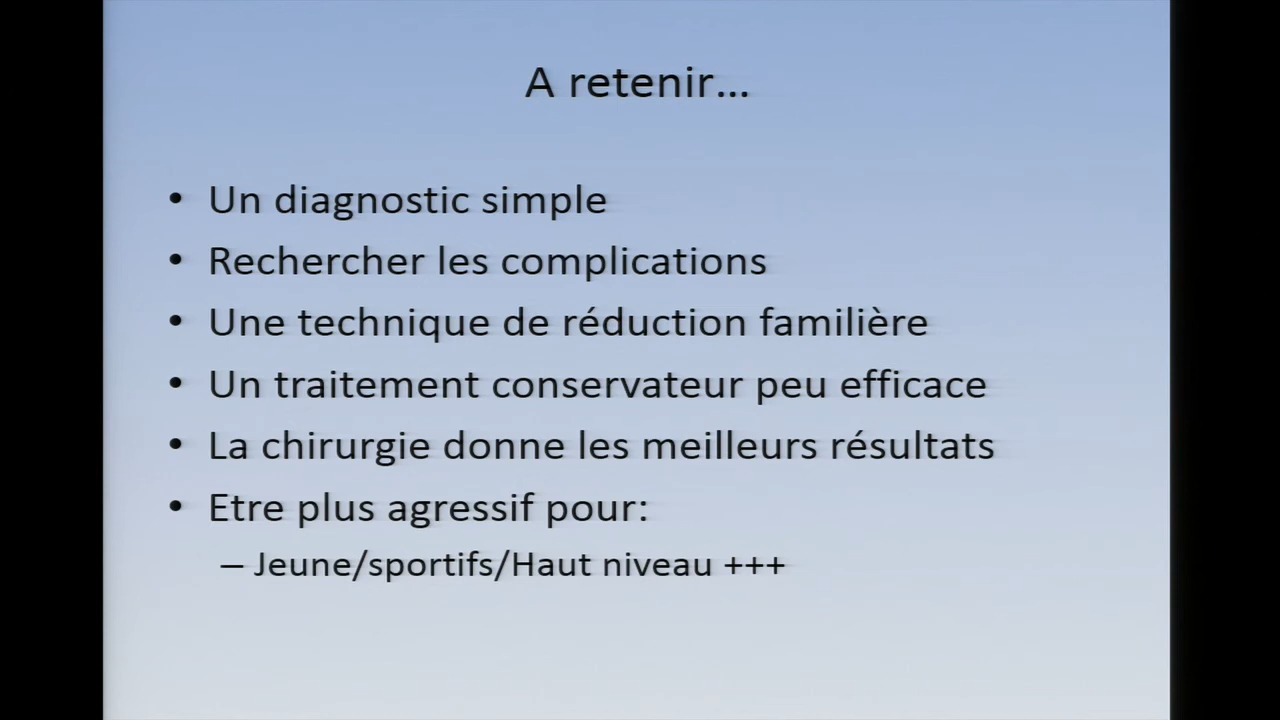 A retenir...
• Un diagnostic simple
• Rechercher les complications
• Une technique de réduction familière
• Un traitement conservateur peu efficace
• La chirurgie donne les meilleurs résultats
• Etre plus agressif pour:
– Jeune/sportifs/Haut niveau +++